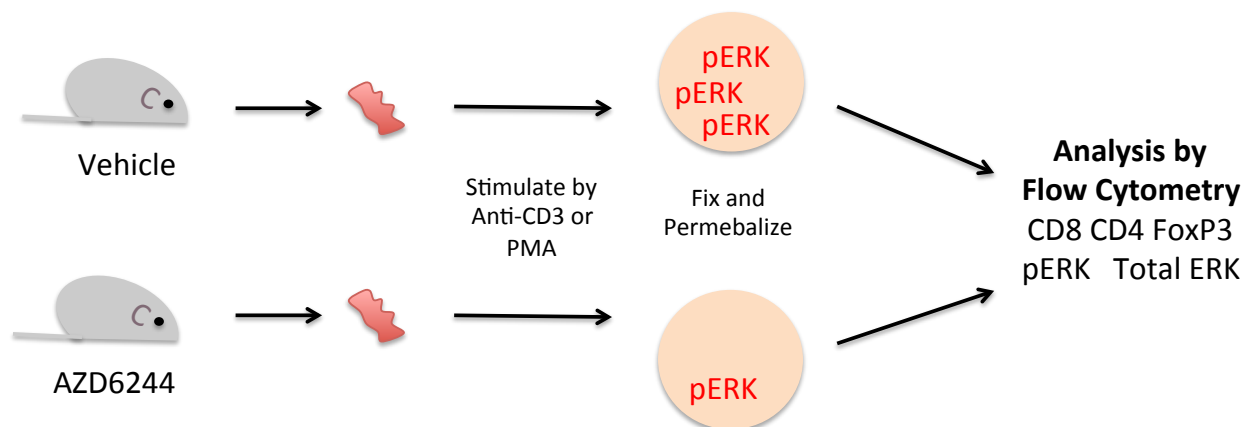 pERK
pERK
pERK
Vehicle
Stimulate by
Anti-CD3 or
PMA
Fix and
Permebalize
Analysis by
Flow Cytometry
CD8 CD4 FoxP3
pERK Total ERK
AZD6244
pERK